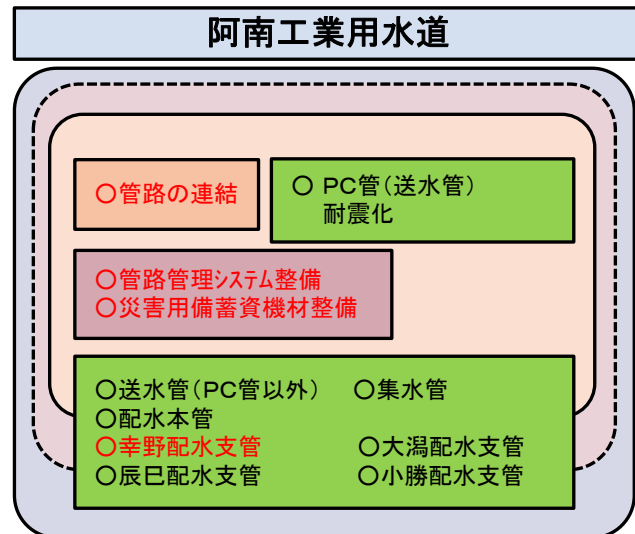 阿南工業用水道
○管路の連結
○ PC管(送水管)
耐震化
○管路管理ｼｽﾃﾑ整備
○災害用備蓄資機材整備
○送水管(PC管以外) ○集水管
○配水本管
○幸野配水支管 ○大潟配水支管
○辰巳配水支管 ○小勝配水支管